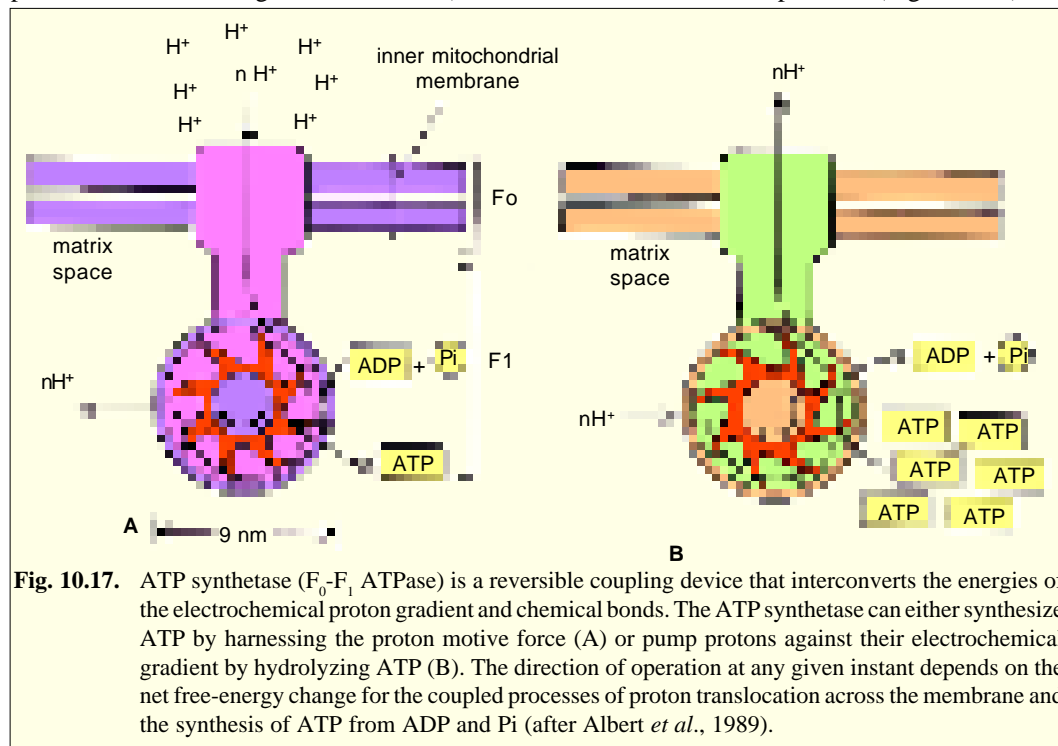 H⁺
H⁺
H⁺
n H⁺
H⁺
H⁺
H⁺
H⁺
inner mitochondrial
membrane
Fo
matrix
space
F1
ADP + Pi
nH⁺
ATP
A
9 nm
nH⁺
matrix
space
ADP + Pi
nH⁺
ATP
ATP
ATP
ATP
ATP
ATP
B
Fig. 10.17. ATP synthetase (F₀-F₁ ATPase) is a reversible coupling device that interconverts the energies of
the electrochemical proton gradient and chemical bonds. The ATP synthetase can either synthesize
ATP by harnessing the proton motive force (A) or pump protons against their electrochemical
gradient by hydrolyzing ATP (B). The direction of operation at any given instant depends on the
net free-energy change for the coupled processes of proton translocation across the membrane and
the synthesis of ATP from ADP and Pi (after Albert et al., 1989).